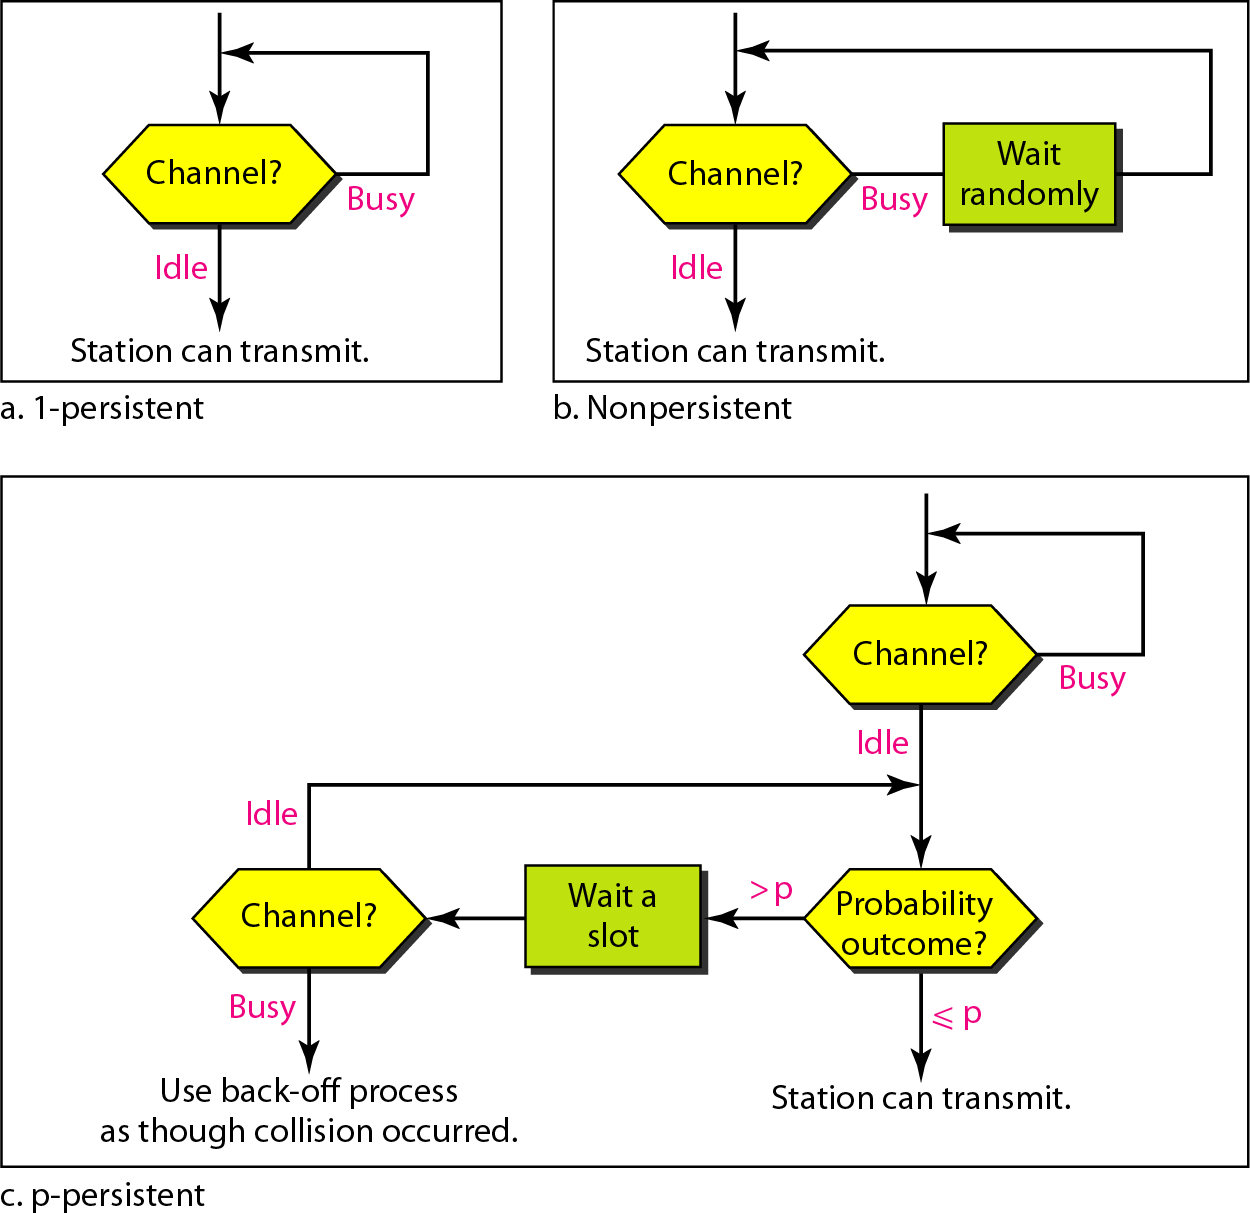 Channel?
Busy
Idle
Station can transmit.
a. 1-persistent
Channel?
Busy
Wait
randomly
Idle
Station can transmit.
b. Nonpersistent
Channel?
Busy
Idle
Idle
Channel?
Wait a
slot
> p
Probability
outcome?
Busy
⩽ p
Use back-off process
as though collision occurred.
Station can transmit.
c. p-persistent